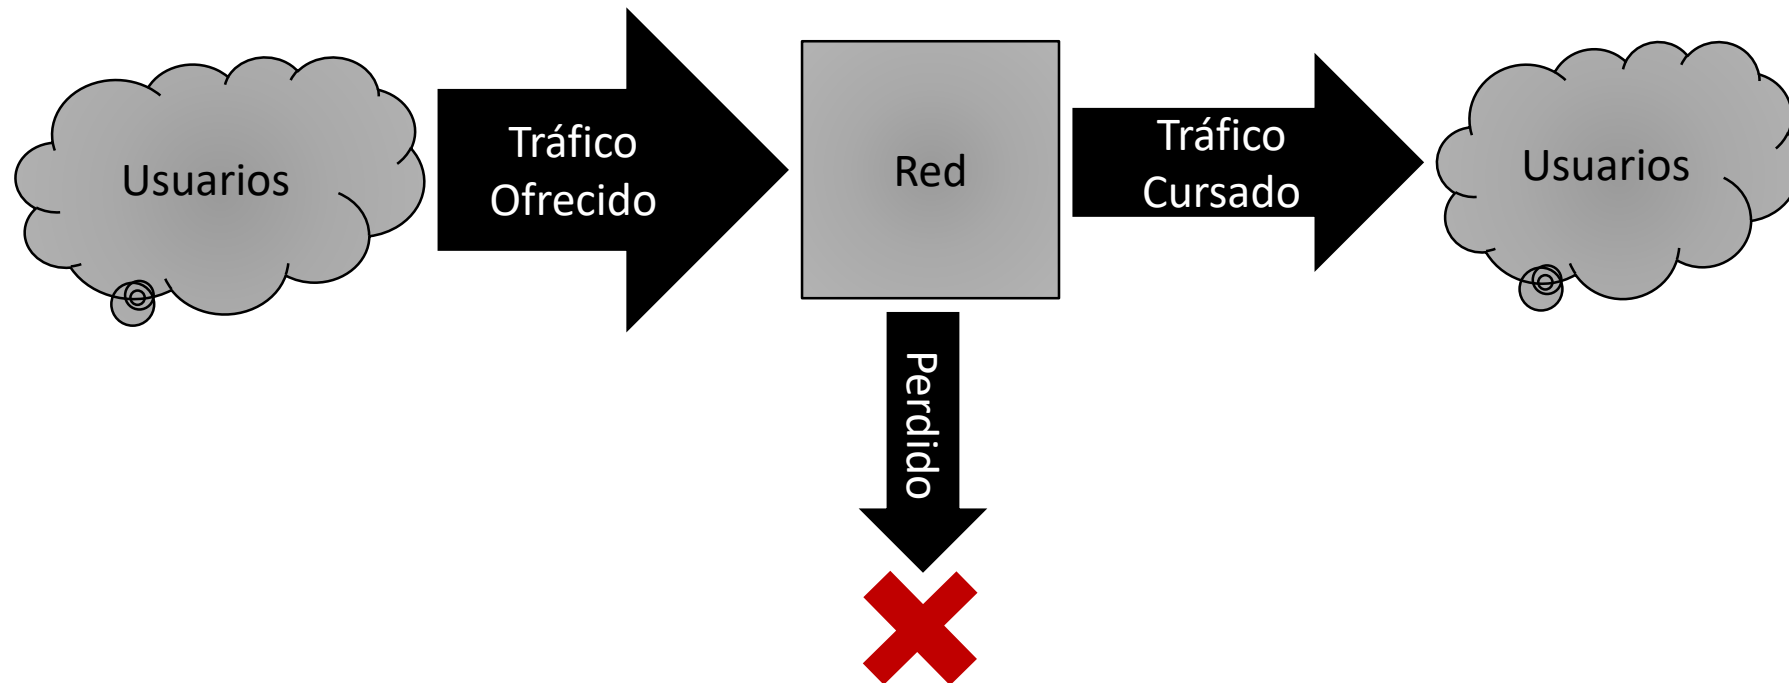 Usuarios
Tráfico
Ofrecido
Red
Tráfico
Cursado
Usuarios
Perdido